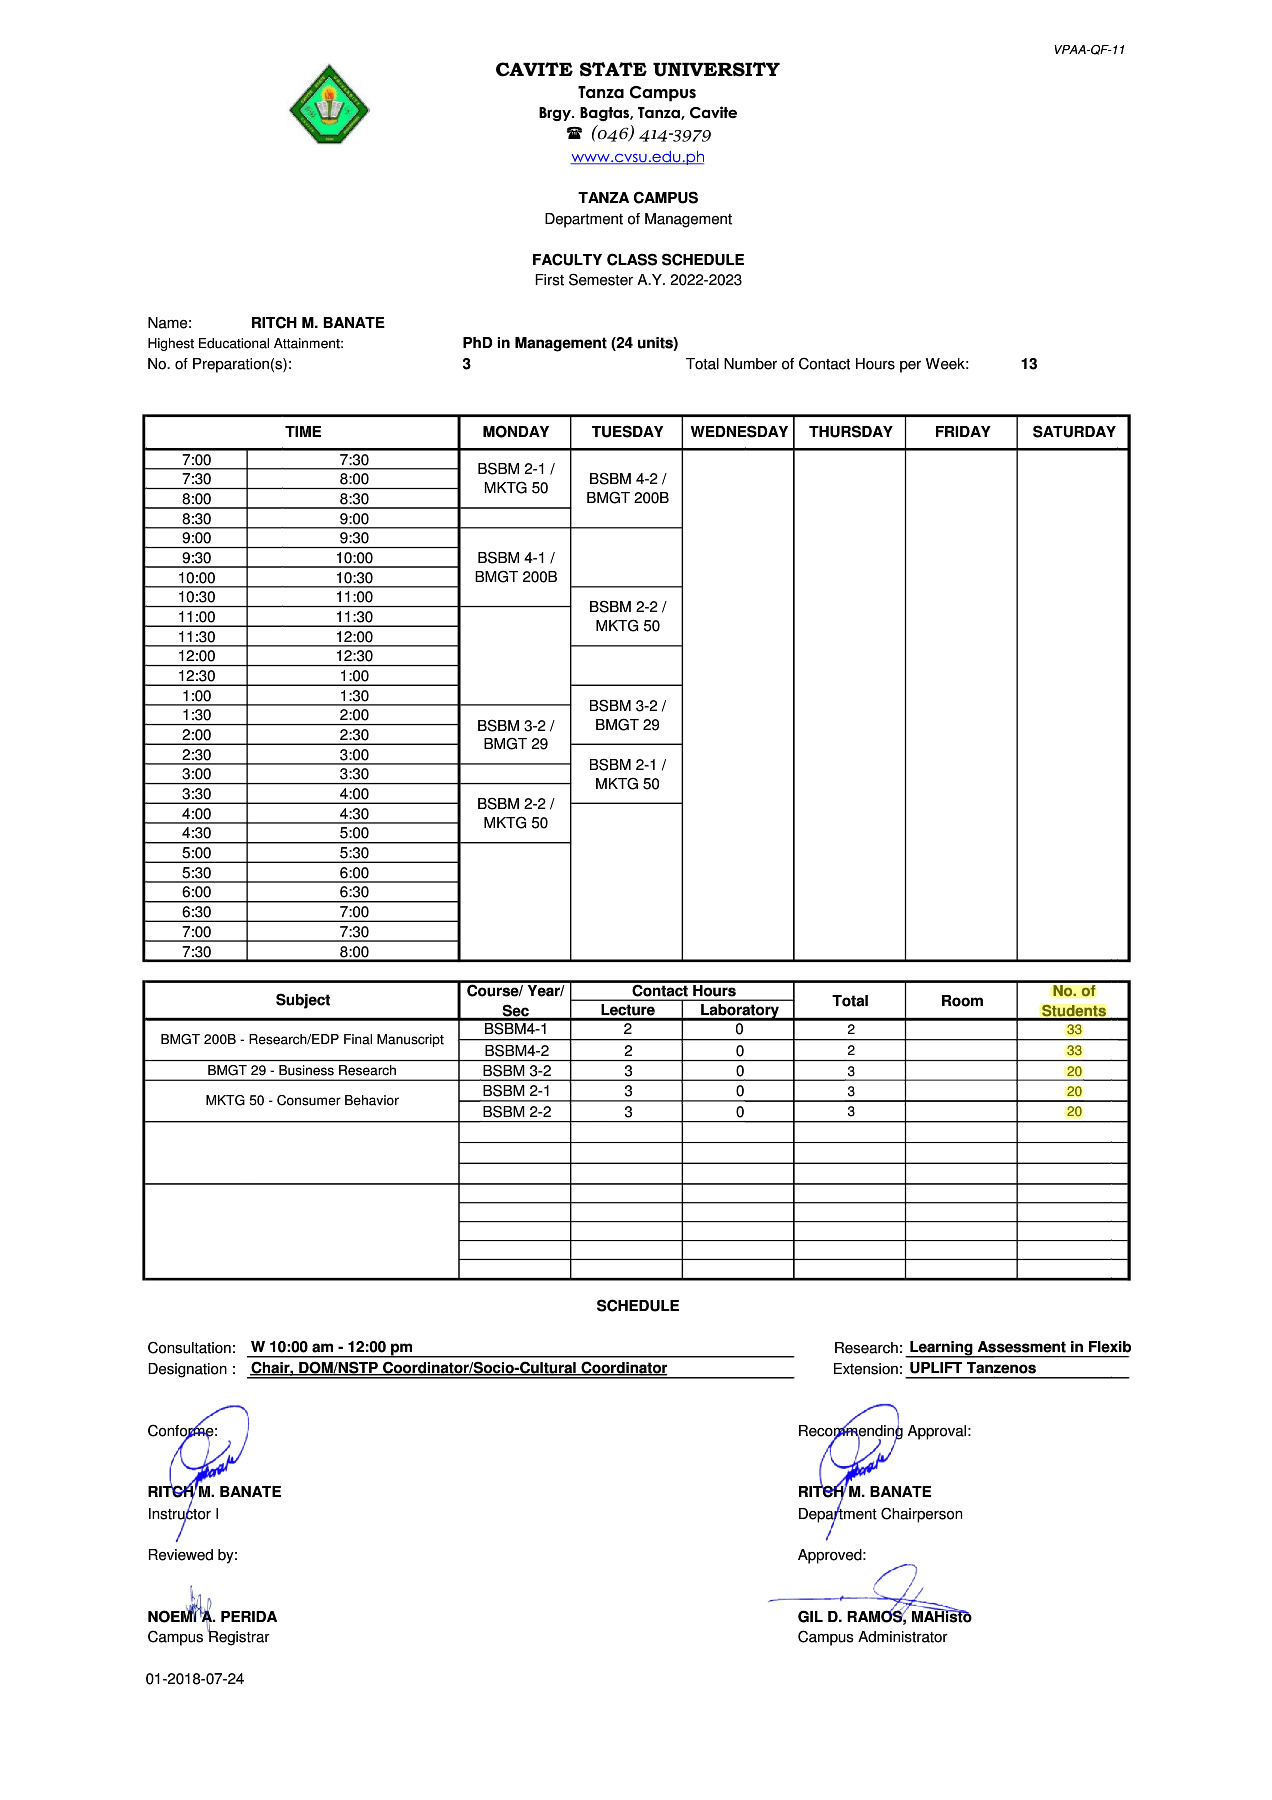 VPAA-QF-11
CAVITE STATE UNIVERSITY
Tanza Campus
Brgy. Bagtas, Tanza, Cavite
☎ (046) 414-3979
www.cvsu.edu.ph
TANZA CAMPUS
Department of Management
FACULTY CLASS SCHEDULE
First Semester A.Y. 2022-2023
Name: RITCH M. BANATE
Highest Educational Attainment: PhD in Management (24 units)
No. of Preparation(s): 3 Total Number of Contact Hours per Week: 13
TIME MONDAY TUESDAY WEDNESDAY THURSDAY FRIDAY SATURDAY
7:00 7:30
BSBM 2-1 /
MKTG 50
7:30 8:00
BSBM 4-2 /
BMGT 200B
8:00 8:30
8:30 9:00
9:00 9:30
9:30 10:00
BSBM 4-1 /
BMGT 200B
10:00 10:30
10:30 11:00
11:00 11:30
BSBM 2-2 /
MKTG 50
11:30 12:00
12:00 12:30
12:30 1:00
1:00 1:30
BSBM 3-2 /
BMGT 29
1:30 2:00
2:00 2:30
BSBM 3-2 /
BMGT 29
2:30 3:00
3:00 3:30
BSBM 2-1 /
MKTG 50
3:30 4:00
4:00 4:30
BSBM 2-2 /
MKTG 50
4:30 5:00
5:00 5:30
5:30 6:00
6:00 6:30
6:30 7:00
7:00 7:30
7:30 8:00
Subject Course/ Year/ Sec Contact Hours Total Room No. of Students
Lecture Laboratory
BMGT 200B - Research/EDP Final Manuscript
BSBM4-1 2 0 2 33
BSBM4-2 2 0 2 33
BMGT 29 - Business Research BSBM 3-2 3 0 3 20
MKTG 50 - Consumer Behavior
BSBM 2-1 3 0 3 20
BSBM 2-2 3 0 3 20
SCHEDULE
Consultation: W 10:00 am - 12:00 pm Research: Learning Assessment in Flexib
Designation : Chair, DOM/NSTP Coordinator/Socio-Cultural Coordinator Extension: UPLIFT Tanzenos
Conforme: Recommending Approval:
RITCH M. BANATE RITCH M. BANATE
Instructor I Department Chairperson
Reviewed by: Approved:
NOEMI A. PERIDA GIL D. RAMOS, MAHisto
Campus Registrar Campus Administrator
01-2018-07-24